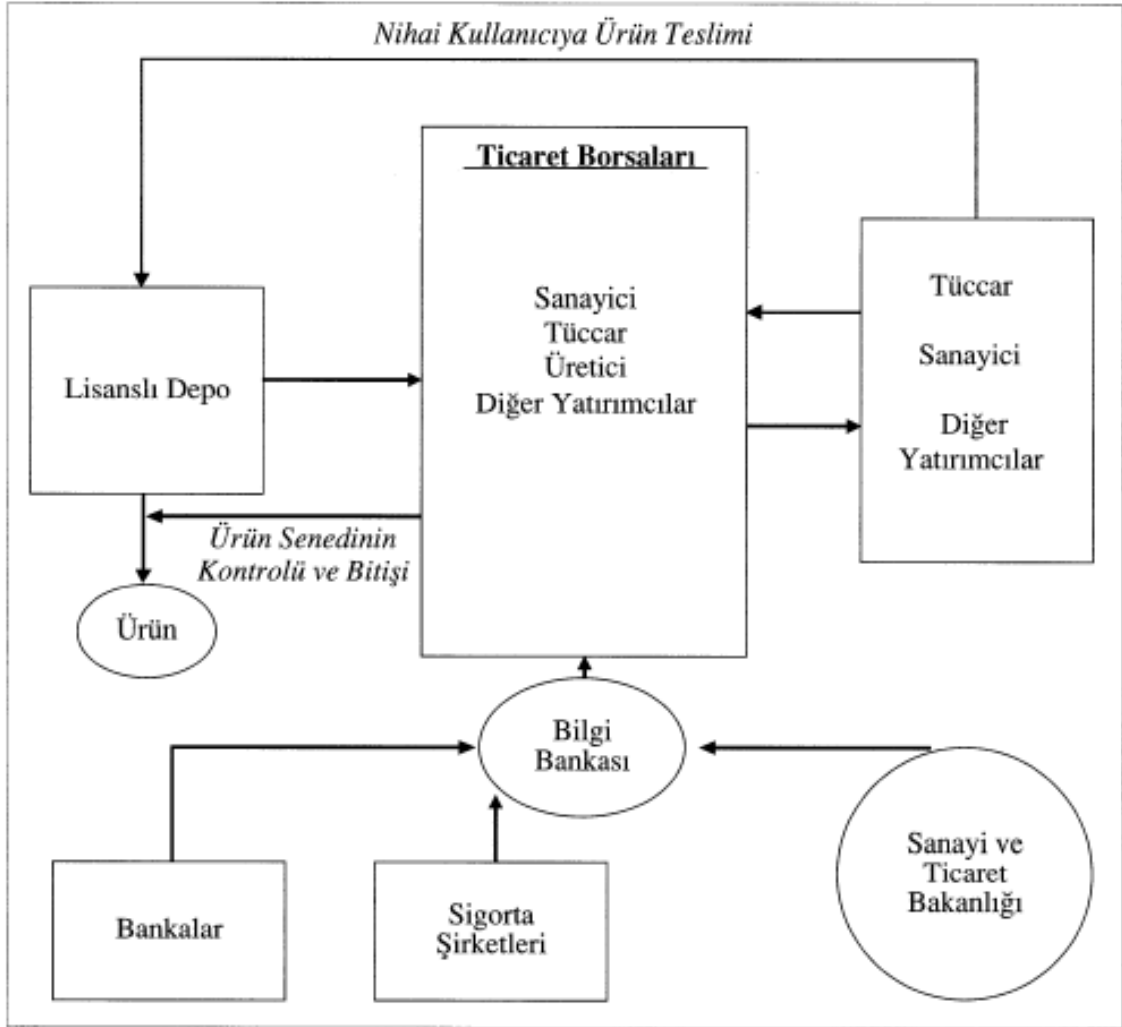 Nihai Kullanıcıya Ürün Teslimi
Ticaret Borsaları
Sanayici
Tüccar
Üretici
Diğer Yatırımcılar
Tüccar
Sanayici
Diğer
Yatırımcılar
Lisanslı Depo
Ürün Senedinin
Kontrolü ve Bitişi
Ürün
Bilgi
Bankası
Bankalar
Sigorta
Şirketleri
Sanayi ve
Ticaret
Bakanlığı